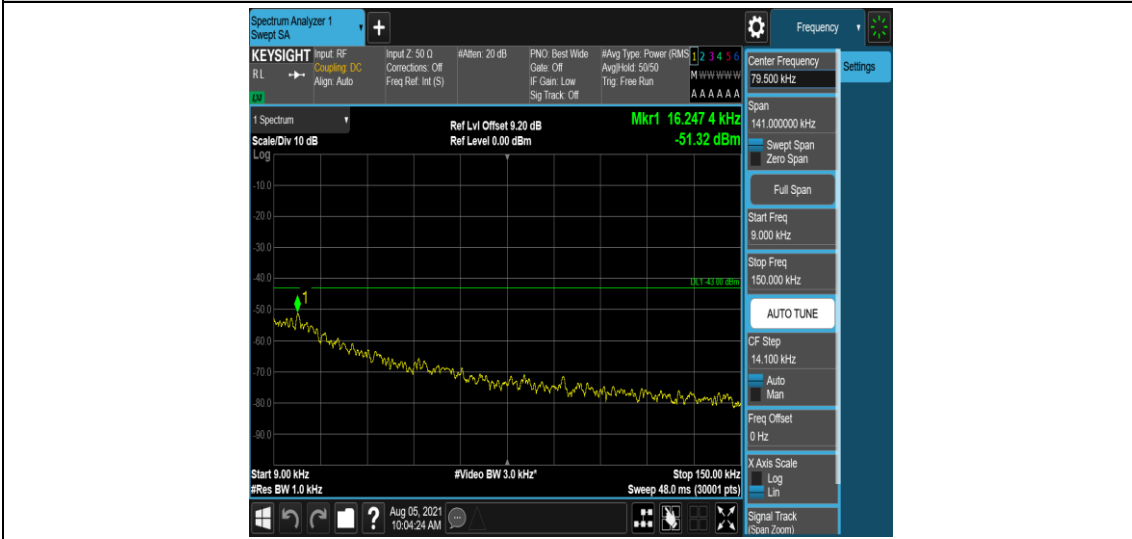 Spectrum Analyzer 1
Swept SA
Frequency
KEYSIGHT
R L
LXI
Input: RF
Coupling: DC
Align: Auto
Input Z: 50 Ω
Corrections: Off
Freq Ref: Int (S)
#Atten: 20 dB
PNO: Best Wide
Gate: Off
IF Gain: Low
Sig Track: Off
#Avg Type: Power (RMS
Avg|Hold: 50/50
Trig: Free Run
1 2 3 4 5 6
M W W W W W
A A A A A A
1 Spectrum
Scale/Div 10 dB
Ref Lvl Offset 9.20 dB
Ref Level 0.00 dBm
Mkr1 16.247 4 kHz
-51.32 dBm
Log
-10.0
-20.0
-30.0
-40.0
-50.0
-60.0
-70.0
-80.0
-90.0
DL1 -43.00 dBm
1
Start 9.00 kHz
#Res BW 1.0 kHz
#Video BW 3.0 kHz*
Stop 150.00 kHz
Sweep 48.0 ms (30001 pts)
Center Frequency
79.500 kHz
Settings
Span
141.000000 kHz
Swept Span
Zero Span
Full Span
Start Freq
9.000 kHz
Stop Freq
150.000 kHz
AUTO TUNE
CF Step
14.100 kHz
Auto
Man
Freq Offset
0 Hz
X Axis Scale
Log
Lin
Signal Track
(Span Zoom)
?
Aug 05, 2021
10:04:24 AM